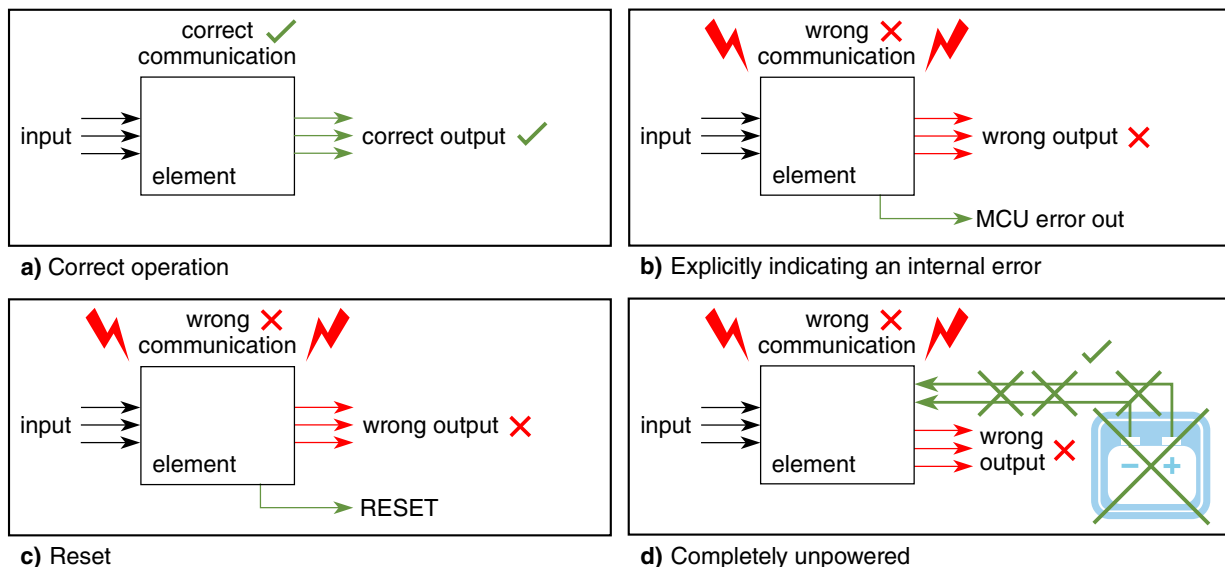 correct
communication
input
correct output
element
a) Correct operation
wrong
communication
input
wrong output
element
MCU error out
b) Explicitly indicating an internal error
wrong
communication
input
wrong output
element
RESET
c) Reset
wrong
communication
input
wrong
output
element
− +
d) Completely unpowered